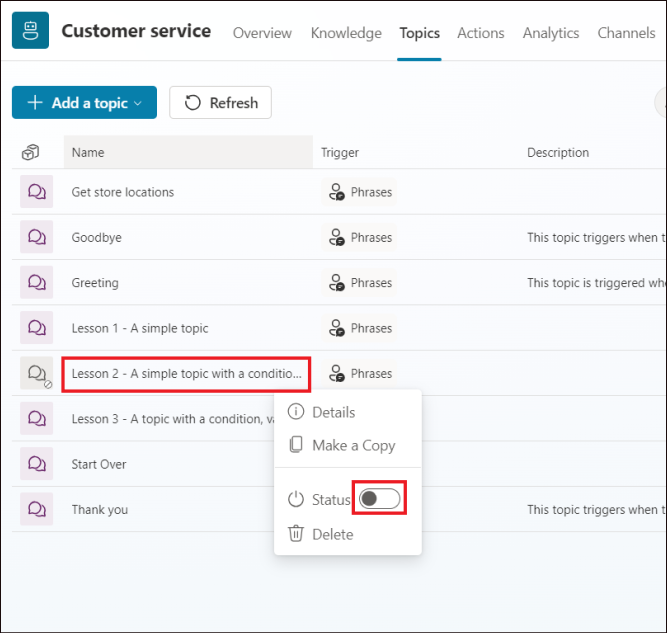 Customer service Overview Knowledge Topics Actions Analytics Channels
Add a topic Refresh
Name Trigger Description
Get store locations Phrases
Goodbye Phrases This topic triggers when t
Greeting Phrases This topic is triggered whe
Lesson 1 - A simple topic Phrases
Lesson 2 - A simple topic with a conditio... Phrases
Lesson 3 - A topic with a condition, va
Start Over
Thank you This topic triggers when t
Details
Make a Copy
Status
Delete